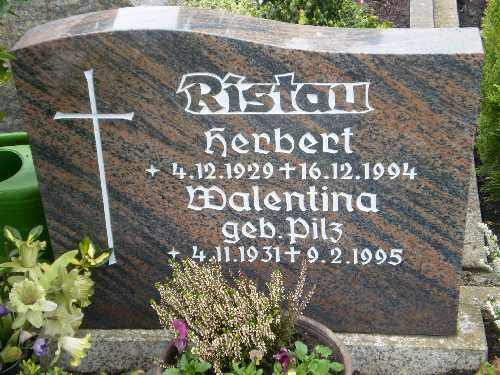 Ristau
Herbert
+ 4.12.1929 † 16.12.1994
Walentina
geb. Pilz
+ 4.11.1931 † 9.2.1995